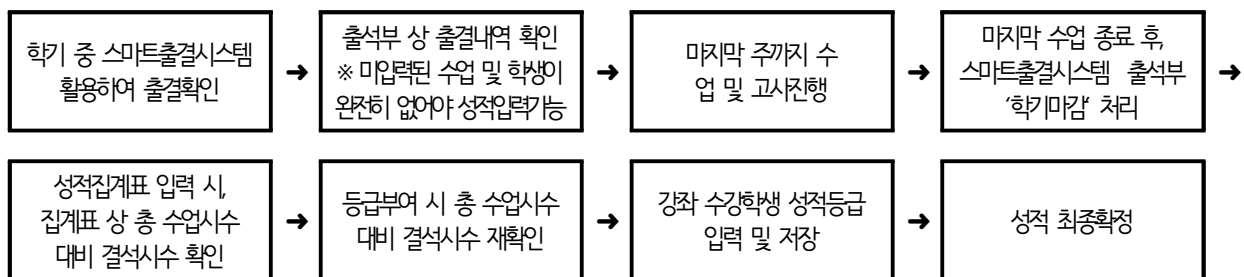 학기 중 스마트출결시스템
활용하여 출결확인
→
출석부 상 출결내역 확인
※ 미입력된 수업 및 학생이
완전히 없어야 성적입력가능
→
마지막 주까지 수
업 및 고사진행
→
마지막 수업 종료 후,
스마트출결시스템 출석부
‘학기마감‘ 처리
→
성적집계표 입력 시,
집계표 상 총 수업시수
대비 결석시수 확인
→
등급부여 시 총 수업시수
대비 결석시수 재확인
→
강좌 수강학생 성적등급
입력 및 저장
→
성적 최종확정